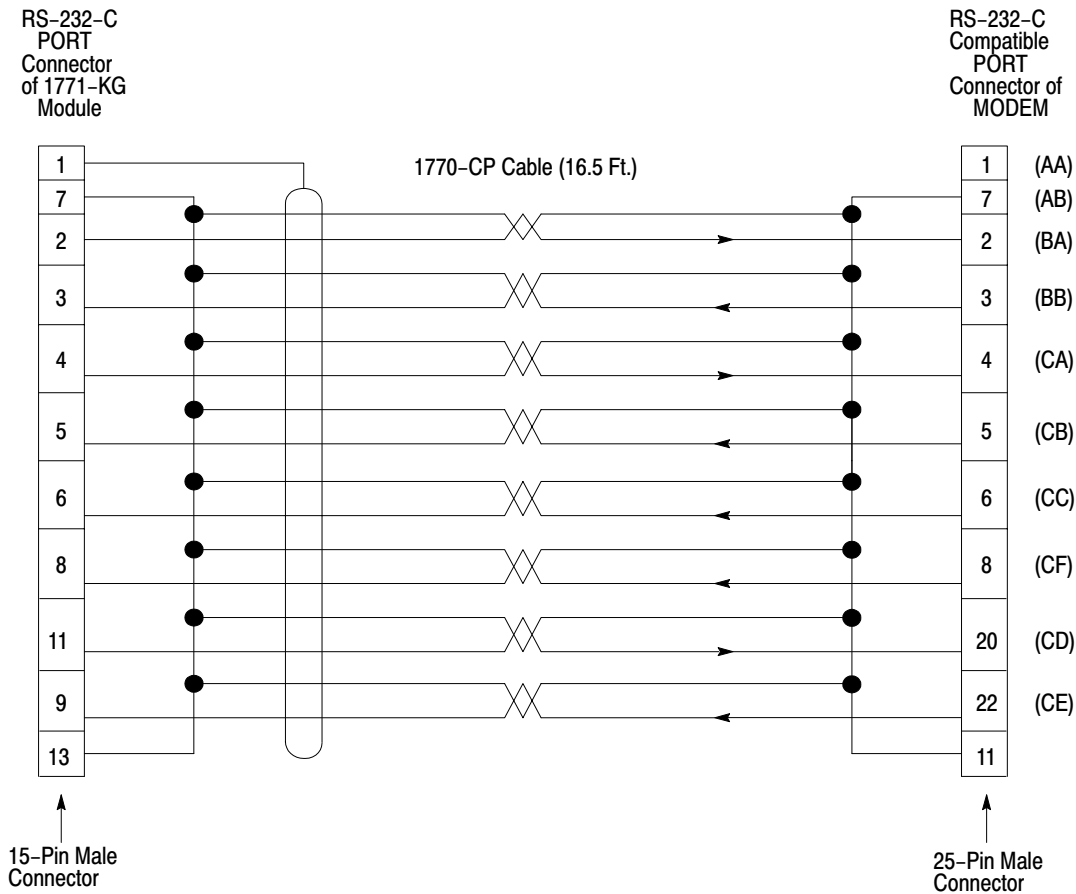 RS-232-C
PORT
Connector
of 1771-KG
Module
RS-232-C
Compatible
PORT
Connector of
MODEM
1770-CP Cable (16.5 Ft.)
1
1
(AA)
7
7
(AB)
2
2
(BA)
3
3
(BB)
4
4
(CA)
5
5
(CB)
6
6
(CC)
8
8
(CF)
11
20
(CD)
9
22
(CE)
13
11
15-Pin Male
Connector
25-Pin Male
Connector